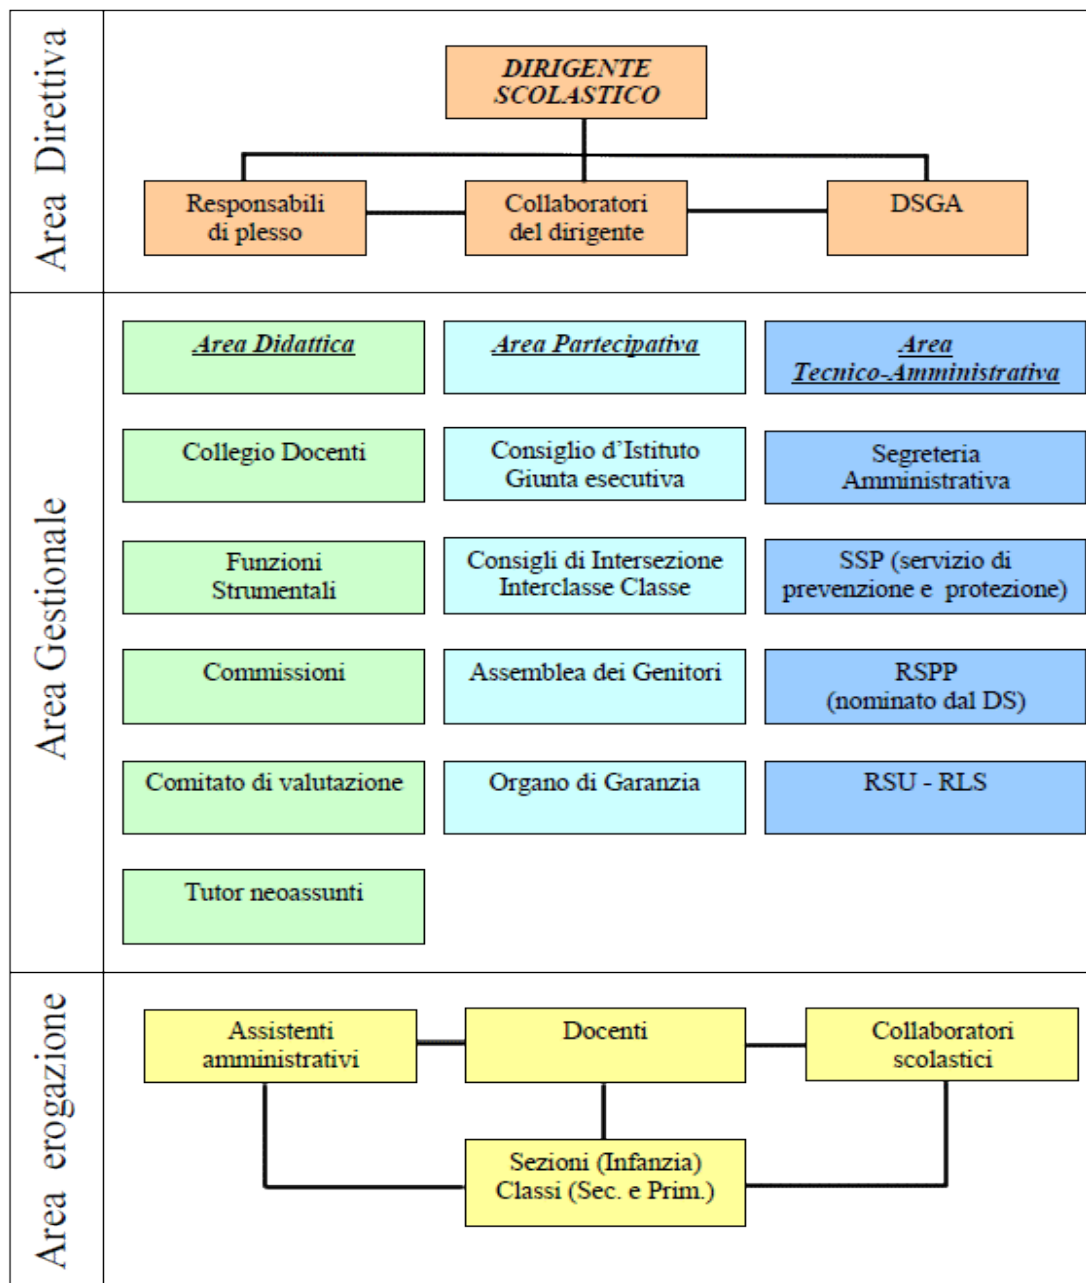 Area Direttiva
DIRIGENTE
SCOLASTICO
Responsabili
di plesso
Collaboratori
del dirigente
DSGA
Area Gestionale
Area Didattica
Area Partecipativa
Area
Tecnico-Amministrativa
Collegio Docenti
Consiglio d'Istituto
Giunta esecutiva
Segreteria
Amministrativa
Funzioni
Strumentali
Consigli di Intersezione
Interclasse Classe
SSP (servizio di
prevenzione e protezione)
Commissioni
Assemblea dei Genitori
RSPP
(nominato dal DS)
Comitato di valutazione
Organo di Garanzia
RSU - RLS
Tutor neoassunti
Area erogazione
Assistenti
amministrativi
Docenti
Collaboratori
scolastici
Sezioni (Infanzia)
Classi (Sec. e Prim.)